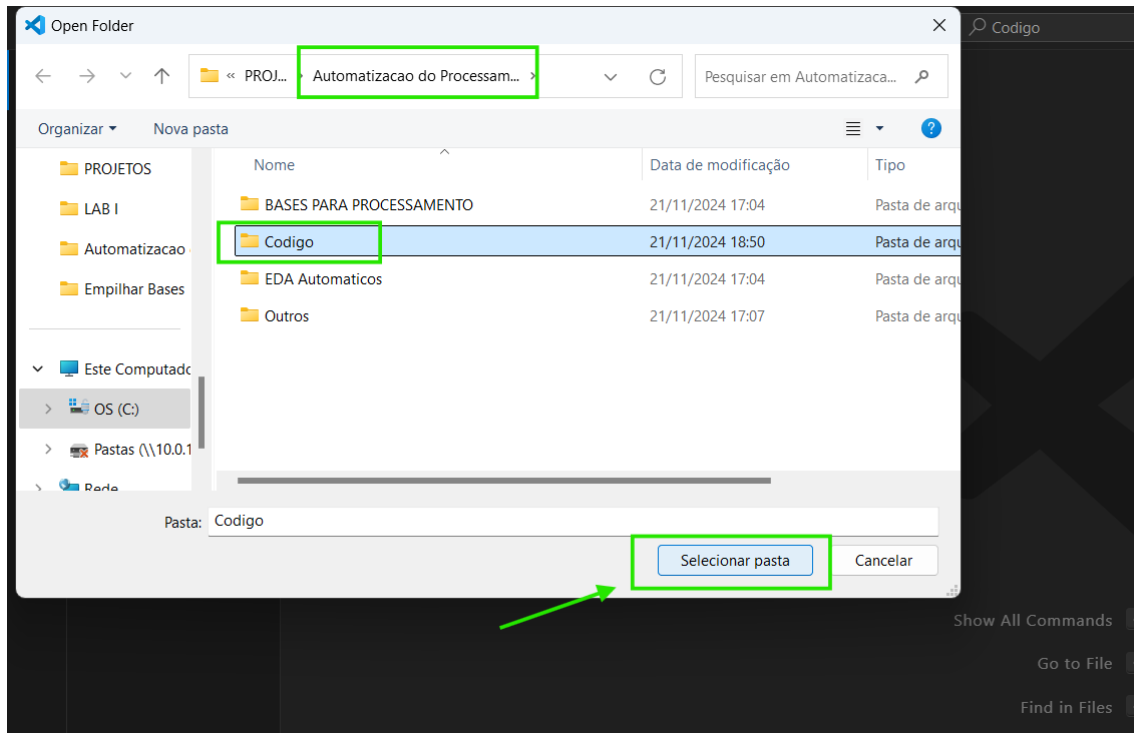 Open Folder
Codigo
« PROJ... › Automatizacao do Processam... ›
Pesquisar em Automatizaca...
Organizar
Nova pasta
?
Nome
Data de modificação
Tipo
PROJETOS
LAB I
Automatizacao
Empilhar Bases
Este Computado
OS (C:)
Pastas (\\10.0.1
Rede
BASES PARA PROCESSAMENTO 21/11/2024 17:04 Pasta de arqu
Codigo 21/11/2024 18:50 Pasta de arqu
EDA Automaticos 21/11/2024 17:04 Pasta de arqu
Outros 21/11/2024 17:07 Pasta de arqu
Pasta: Codigo
Selecionar pasta
Cancelar
Show All Commands
Go to File
Find in Files